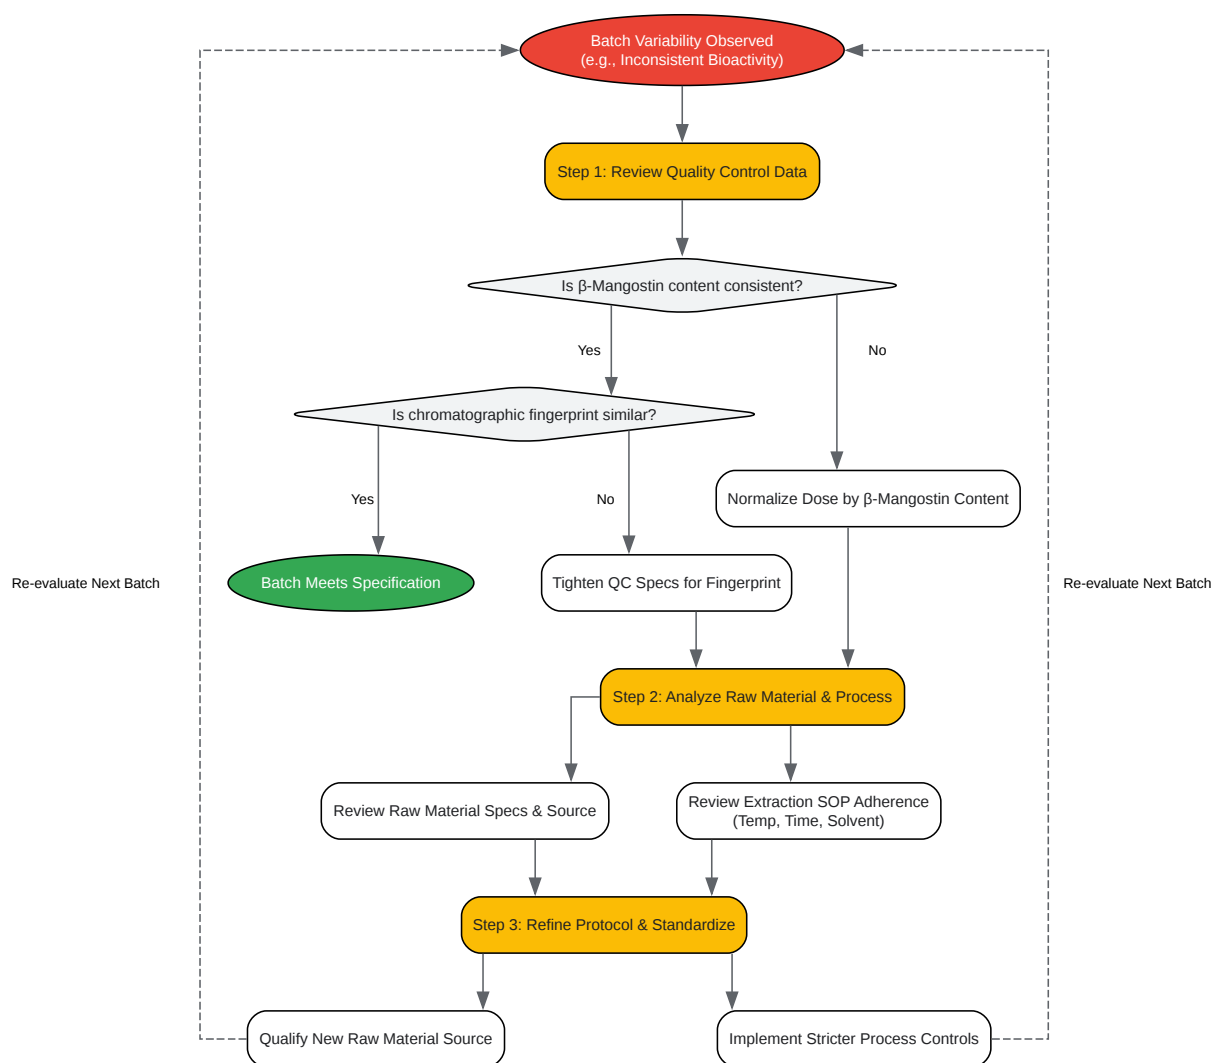 Batch Variability Observed
(e.g., Inconsistent Bioactivity)
Step 1: Review Quality Control Data
Is β-Mangostin content consistent?
Yes
No
Is chromatographic fingerprint similar?
Yes
No
Normalize Dose by β-Mangostin Content
Re-evaluate Next Batch
Batch Meets Specification
Tighten QC Specs for Fingerprint
Re-evaluate Next Batch
Step 2: Analyze Raw Material & Process
Review Raw Material Specs & Source
Review Extraction SOP Adherence
(Temp, Time, Solvent)
Step 3: Refine Protocol & Standardize
Qualify New Raw Material Source
Implement Stricter Process Controls